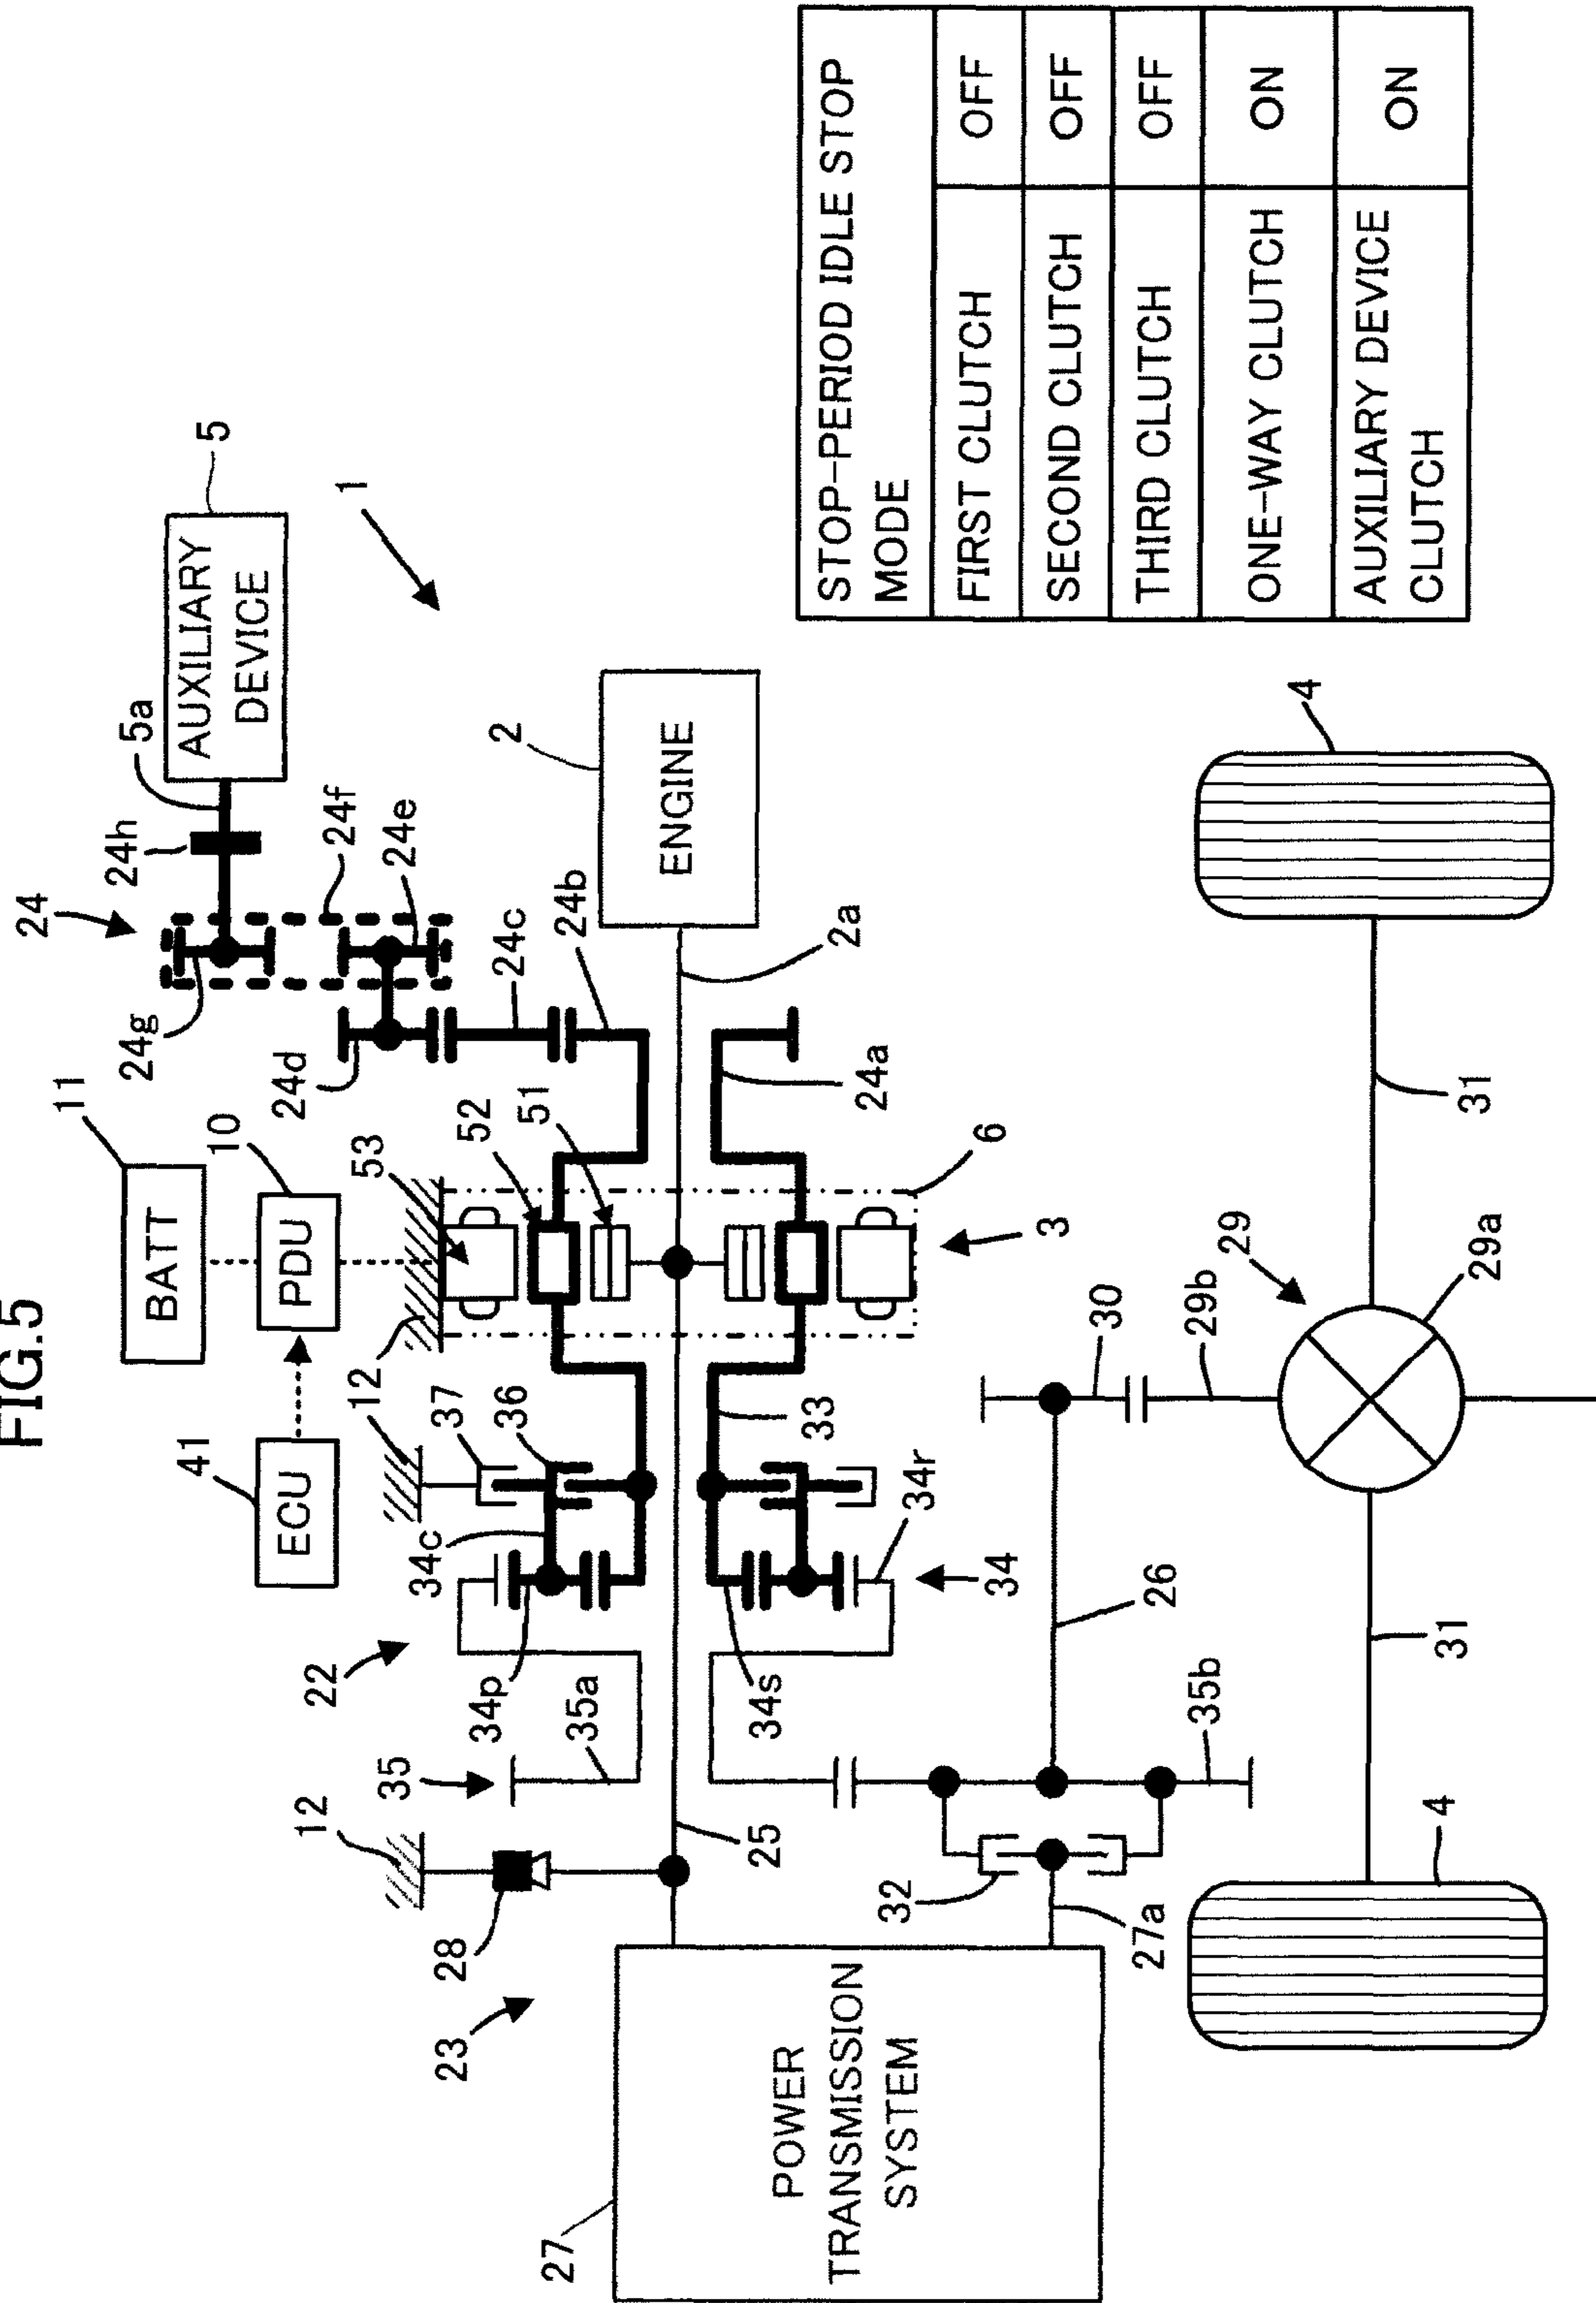 FIG.5
11
BATT
10
PDU
41
ECU
53
52
51
12
37
36
12
34c
22
34p
35a
35
12
28
23
27
POWER
TRANSMISSION
SYSTEM
25
34s
34
34r
33
3
6
24
24h
5a
5
AUXILIARY
DEVICE
24f
24e
24g
24d
24c
24b
24a
2
ENGINE
2a
1
32
27a
35b
26
30
29b
29
29a
31
31
4
4
STOP-PERIOD IDLE STOP
MODE
FIRST CLUTCH OFF
SECOND CLUTCH OFF
THIRD CLUTCH OFF
ONE-WAY CLUTCH ON
AUXILIARY DEVICE
CLUTCH ON